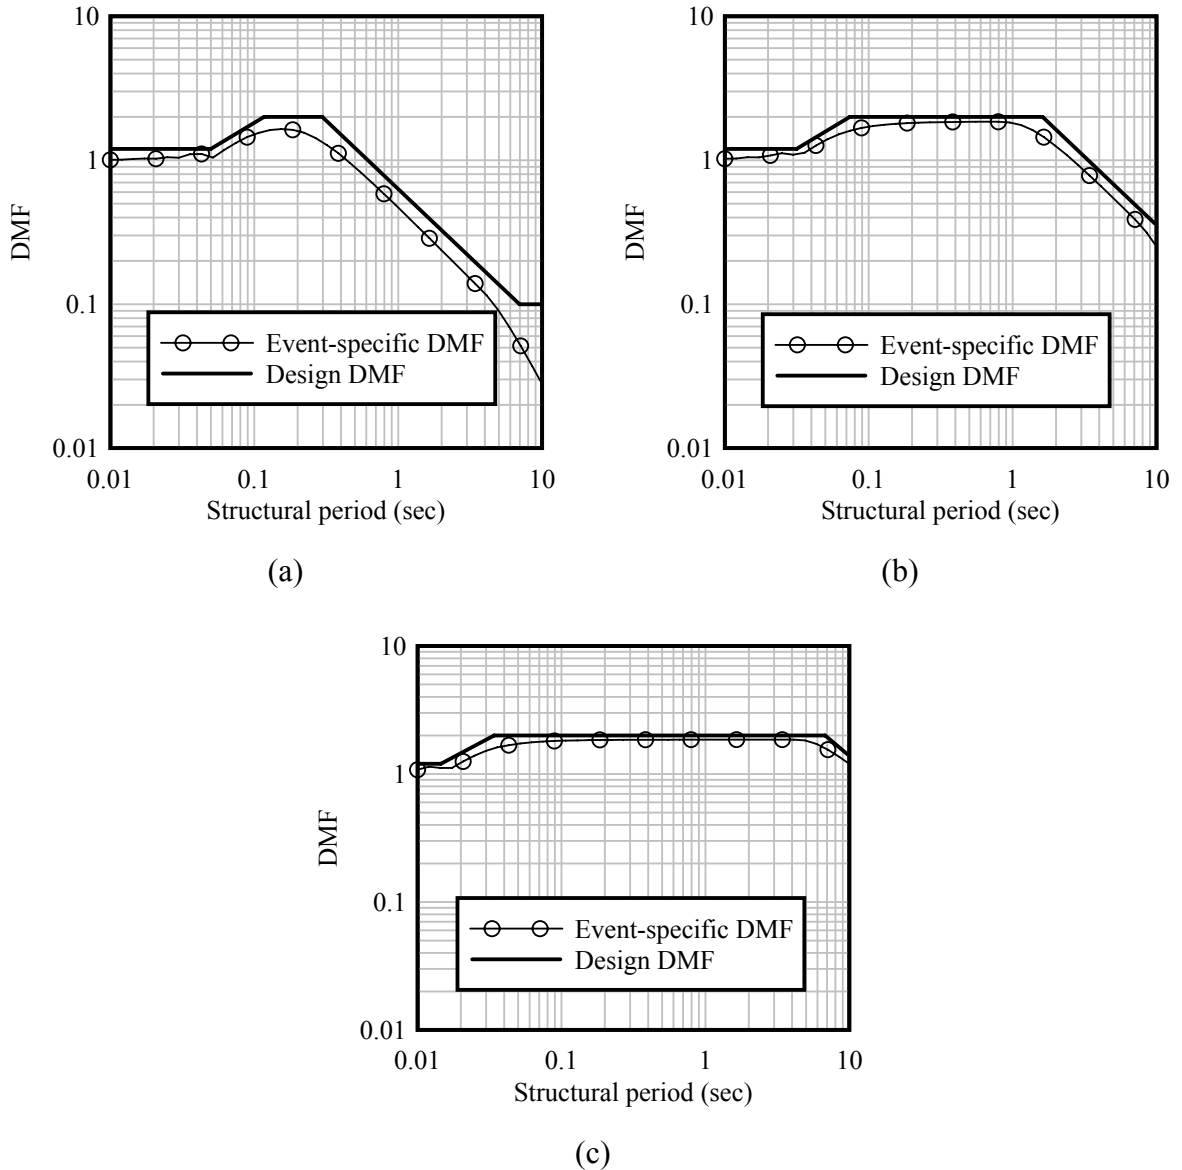 10
1
0.1
0.01
DMF
Event-specific DMF
Design DMF
0.01 0.1 1 10
Structural period (sec)
(a)
10
1
0.1
0.01
DMF
Event-specific DMF
Design DMF
0.01 0.1 1 10
Structural period (sec)
(b)
10
1
0.1
0.01
DMF
Event-specific DMF
Design DMF
0.01 0.1 1 10
Structural period (sec)
(c)